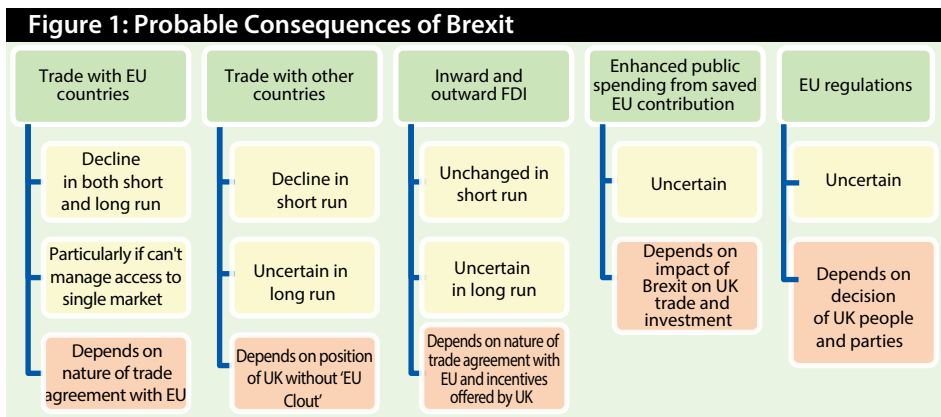 Figure 1: Probable Consequences of Brexit
Trade with EU
countries
Decline
in both short
and long run
Particularly if can't
manage access to
single market
Depends on
nature of trade
agreement with EU
Trade with other
countries
Decline in
short run
Uncertain in
long run
Depends on position
of UK without ‘EU
Clout’
Inward and
outward FDI
Unchanged in
short run
Uncertain
in long run
Depends on nature of
trade agreement with
EU and incentives
offered by UK
Enhanced public
spending from saved
EU contribution
Uncertain
Depends on
impact of
Brexit on UK
trade and
investment
EU regulations
Uncertain
Depends on
decision
of UK people
and parties